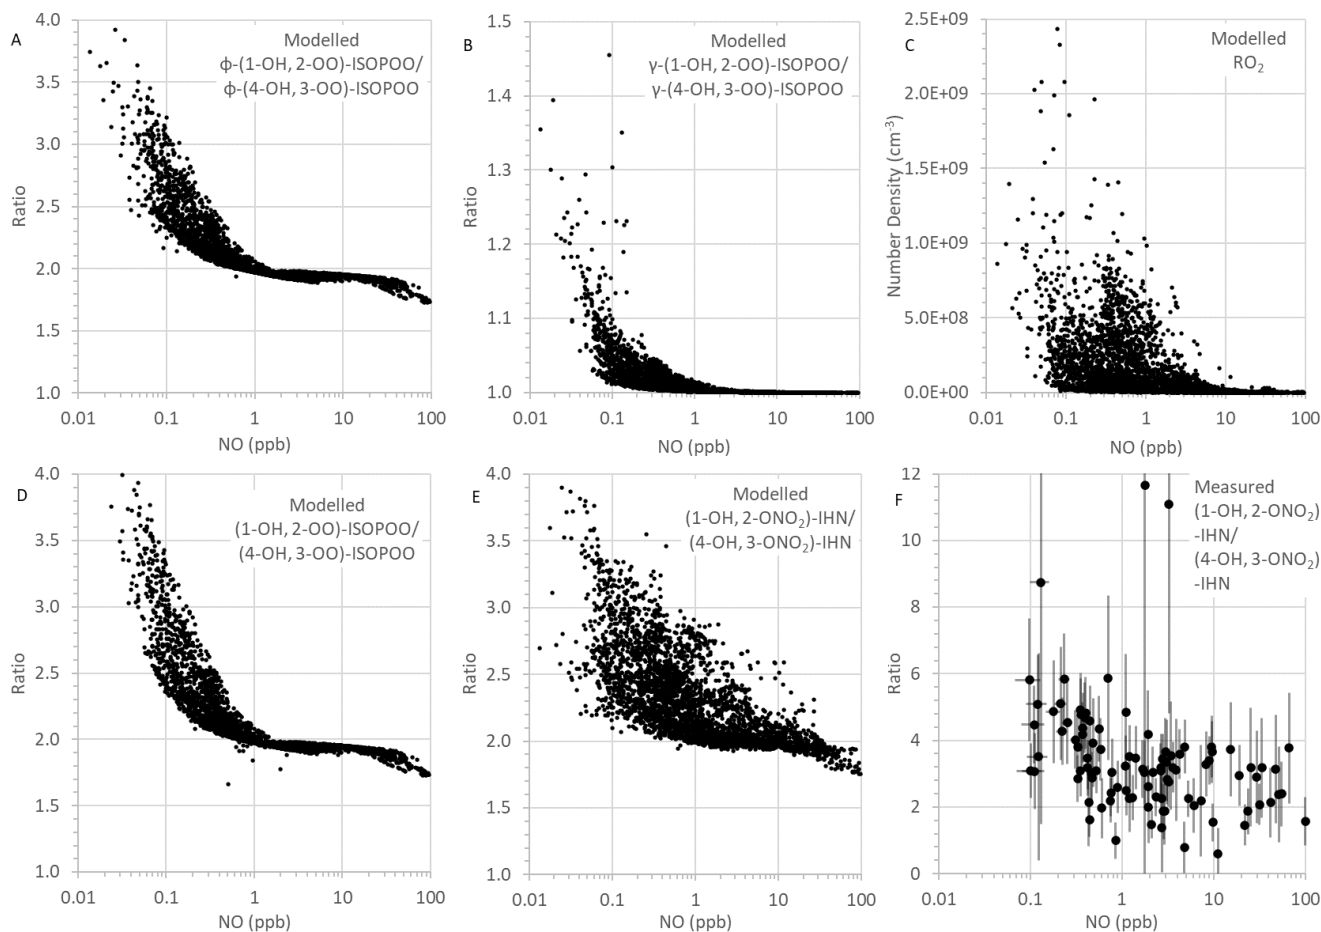 A
Modelled
ɸ-(1-OH, 2-OO)-ISOPOO/
ɸ-(4-OH, 3-OO)-ISOPOO
4.0
3.5
3.0
2.5
2.0
1.5
1.0
Ratio
0.01
0.1
1
10
100
NO (ppb)
B
Modelled
γ-(1-OH, 2-OO)-ISOPOO/
γ-(4-OH, 3-OO)-ISOPOO
1.5
1.4
1.3
1.2
1.1
1.0
Ratio
0.01
0.1
1
10
100
NO (ppb)
C
Modelled
RO₂
2.5E+09
2.0E+09
1.5E+09
1.0E+09
5.0E+08
0.0E+00
Number Density (cm⁻³)
0.01
0.1
1
10
100
NO (ppb)
D
Modelled
(1-OH, 2-OO)-ISOPOO/
(4-OH, 3-OO)-ISOPOO
4.0
3.5
3.0
2.5
2.0
1.5
1.0
Ratio
0.01
0.1
1
10
100
NO (ppb)
E
Modelled
(1-OH, 2-ONO₂)-IHN/
(4-OH, 3-ONO₂)-IHN
4.0
3.5
3.0
2.5
2.0
1.5
1.0
Ratio
0.01
0.1
1
10
100
NO (ppb)
F
Measured
(1-OH, 2-ONO₂)
-IHN/
(4-OH, 3-ONO₂)
-IHN
12
10
8
6
4
2
0
Ratio
0.01
0.1
1
10
100
NO (ppb)